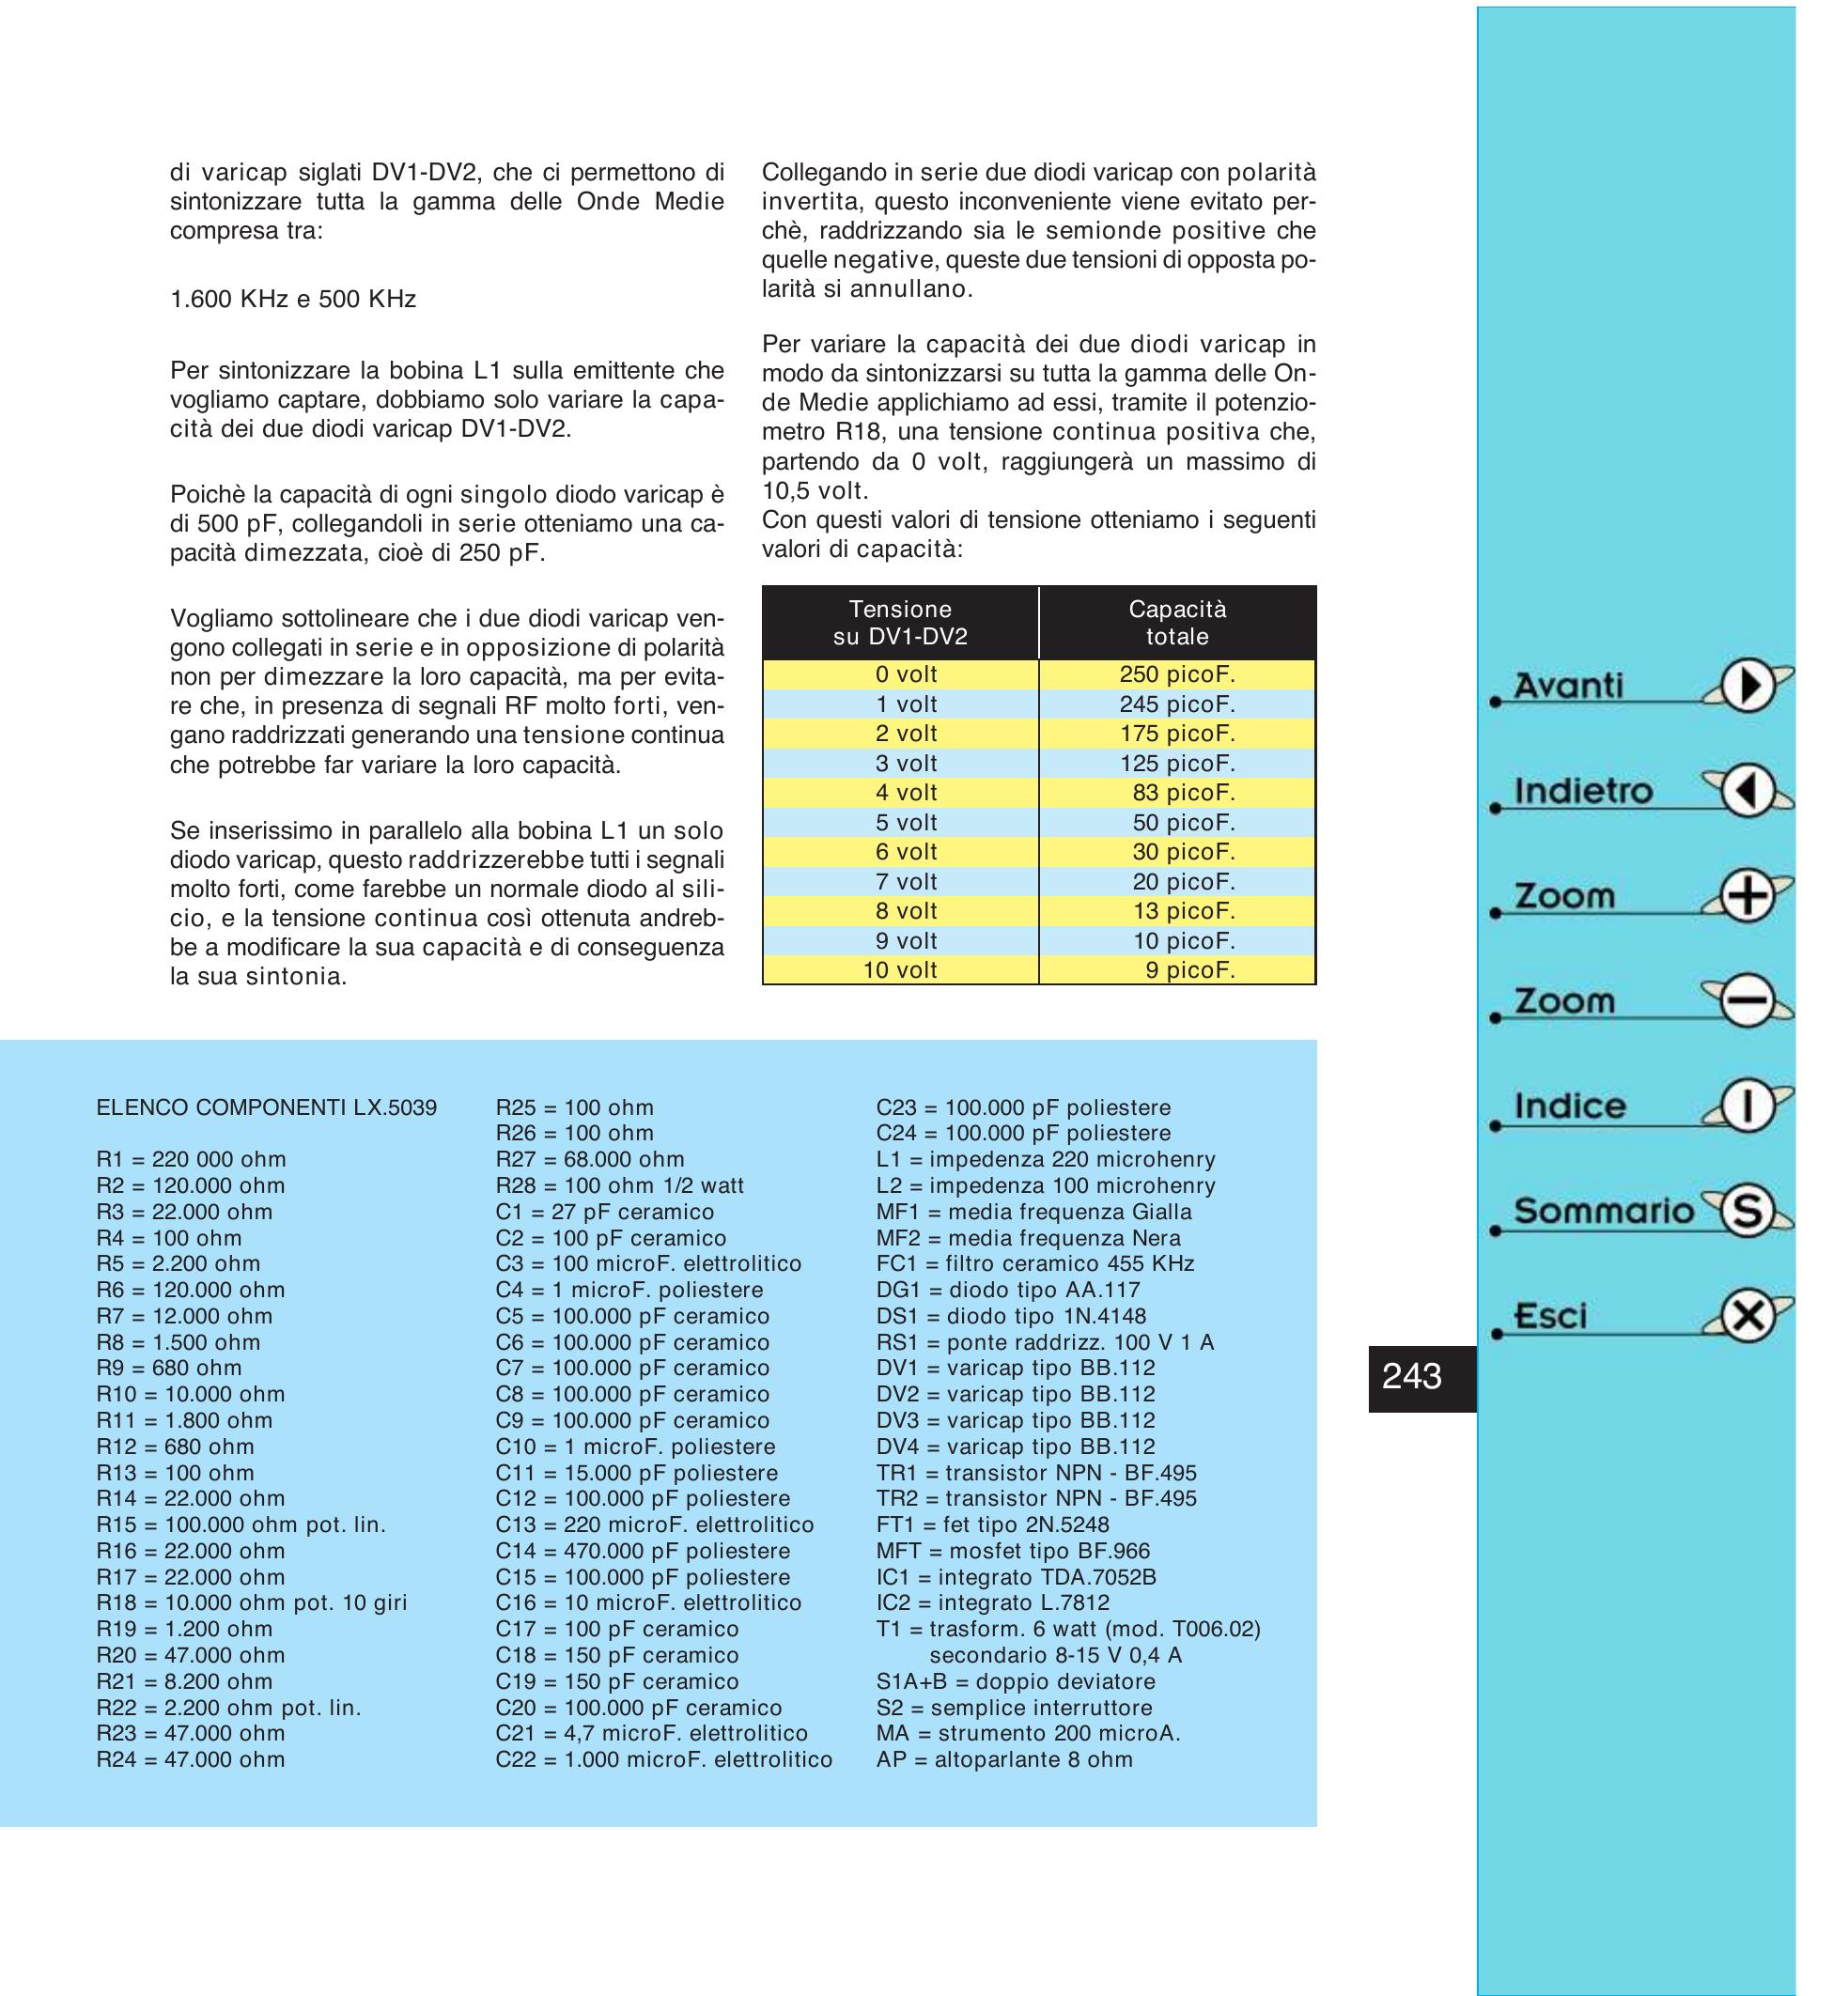 di varicap siglati DV1-DV2, che ci permettono di
sintonizzare tutta la gamma delle Onde Medie
compresa tra:
1.600 KHz e 500 KHz
Per sintonizzare la bobina L1 sulla emittente che
vogliamo captare, dobbiamo solo variare la capa-
cità dei due diodi varicap DV1-DV2.
Poichè la capacità di ogni singolo diodo varicap è
di 500 pF, collegandoli in serie otteniamo una ca-
pacità dimezzata, cioè di 250 pF.
Vogliamo sottolineare che i due diodi varicap ven-
gono collegati in serie e in opposizione di polarità
non per dimezzare la loro capacità, ma per evita-
re che, in presenza di segnali RF molto forti, ven-
gano raddrizzati generando una tensione continua
che potrebbe far variare la loro capacità.
Se inserissimo in parallelo alla bobina L1 un solo
diodo varicap, questo raddrizzerebbe tutti i segnali
molto forti, come farebbe un normale diodo al sili-
cio, e la tensione continua così ottenuta andreb-
be a modificare la sua capacità e di conseguenza
la sua sintonia.
Collegando in serie due diodi varicap con polarità
invertita, questo inconveniente viene evitato per-
chè, raddrizzando sia le semionde positive che
quelle negative, queste due tensioni di opposta po-
larità si annullano.
Per variare la capacità dei due diodi varicap in
modo da sintonizzarsi su tutta la gamma delle On-
de Medie applichiamo ad essi, tramite il potenzio-
metro R18, una tensione continua positiva che,
partendo da 0 volt, raggiungerà un massimo di
10,5 volt.
Con questi valori di tensione otteniamo i seguenti
valori di capacità:
Tensione su DV1-DV2 Capacità totale
0 volt 250 picoF.
1 volt 245 picoF.
2 volt 175 picoF.
3 volt 125 picoF.
4 volt 83 picoF.
5 volt 50 picoF.
6 volt 30 picoF.
7 volt 20 picoF.
8 volt 13 picoF.
9 volt 10 picoF.
10 volt 9 picoF.
ELENCO COMPONENTI LX.5039
R1 = 220 000 ohm
R2 = 120.000 ohm
R3 = 22.000 ohm
R4 = 100 ohm
R5 = 2.200 ohm
R6 = 120.000 ohm
R7 = 12.000 ohm
R8 = 1.500 ohm
R9 = 680 ohm
R10 = 10.000 ohm
R11 = 1.800 ohm
R12 = 680 ohm
R13 = 100 ohm
R14 = 22.000 ohm
R15 = 100.000 ohm pot. lin.
R16 = 22.000 ohm
R17 = 22.000 ohm
R18 = 10.000 ohm pot. 10 giri
R19 = 1.200 ohm
R20 = 47.000 ohm
R21 = 8.200 ohm
R22 = 2.200 ohm pot. lin.
R23 = 47.000 ohm
R24 = 47.000 ohm
R25 = 100 ohm
R26 = 100 ohm
R27 = 68.000 ohm
R28 = 100 ohm 1/2 watt
C1 = 27 pF ceramico
C2 = 100 pF ceramico
C3 = 100 microF. elettrolitico
C4 = 1 microF. poliestere
C5 = 100.000 pF ceramico
C6 = 100.000 pF ceramico
C7 = 100.000 pF ceramico
C8 = 100.000 pF ceramico
C9 = 100.000 pF ceramico
C10 = 1 microF. poliestere
C11 = 15.000 pF poliestere
C12 = 100.000 pF poliestere
C13 = 220 microF. elettrolitico
C14 = 470.000 pF poliestere
C15 = 100.000 pF poliestere
C16 = 10 microF. elettrolitico
C17 = 100 pF ceramico
C18 = 150 pF ceramico
C19 = 150 pF ceramico
C20 = 100.000 pF ceramico
C21 = 4,7 microF. elettrolitico
C22 = 1.000 microF. elettrolitico
C23 = 100.000 pF poliestere
C24 = 100.000 pF poliestere
L1 = impedenza 220 microhenry
L2 = impedenza 100 microhenry
MF1 = media frequenza Gialla
MF2 = media frequenza Nera
FC1 = filtro ceramico 455 KHz
DG1 = diodo tipo AA.117
DS1 = diodo tipo 1N.4148
RS1 = ponte raddrizz. 100 V 1 A
DV1 = varicap tipo BB.112
DV2 = varicap tipo BB.112
DV3 = varicap tipo BB.112
DV4 = varicap tipo BB.112
TR1 = transistor NPN - BF.495
TR2 = transistor NPN - BF.495
FT1 = fet tipo 2N.5248
MFT = mosfet tipo BF.966
IC1 = integrato TDA.7052B
IC2 = integrato L.7812
T1 = trasform. 6 watt (mod. T006.02)
secondario 8-15 V 0,4 A
S1A+B = doppio deviatore
S2 = semplice interruttore
MA = strumento 200 microA.
AP = altoparlante 8 ohm
243
Avanti
Indietro
Zoom +
Zoom −
Indice I
Sommario S
Esci X